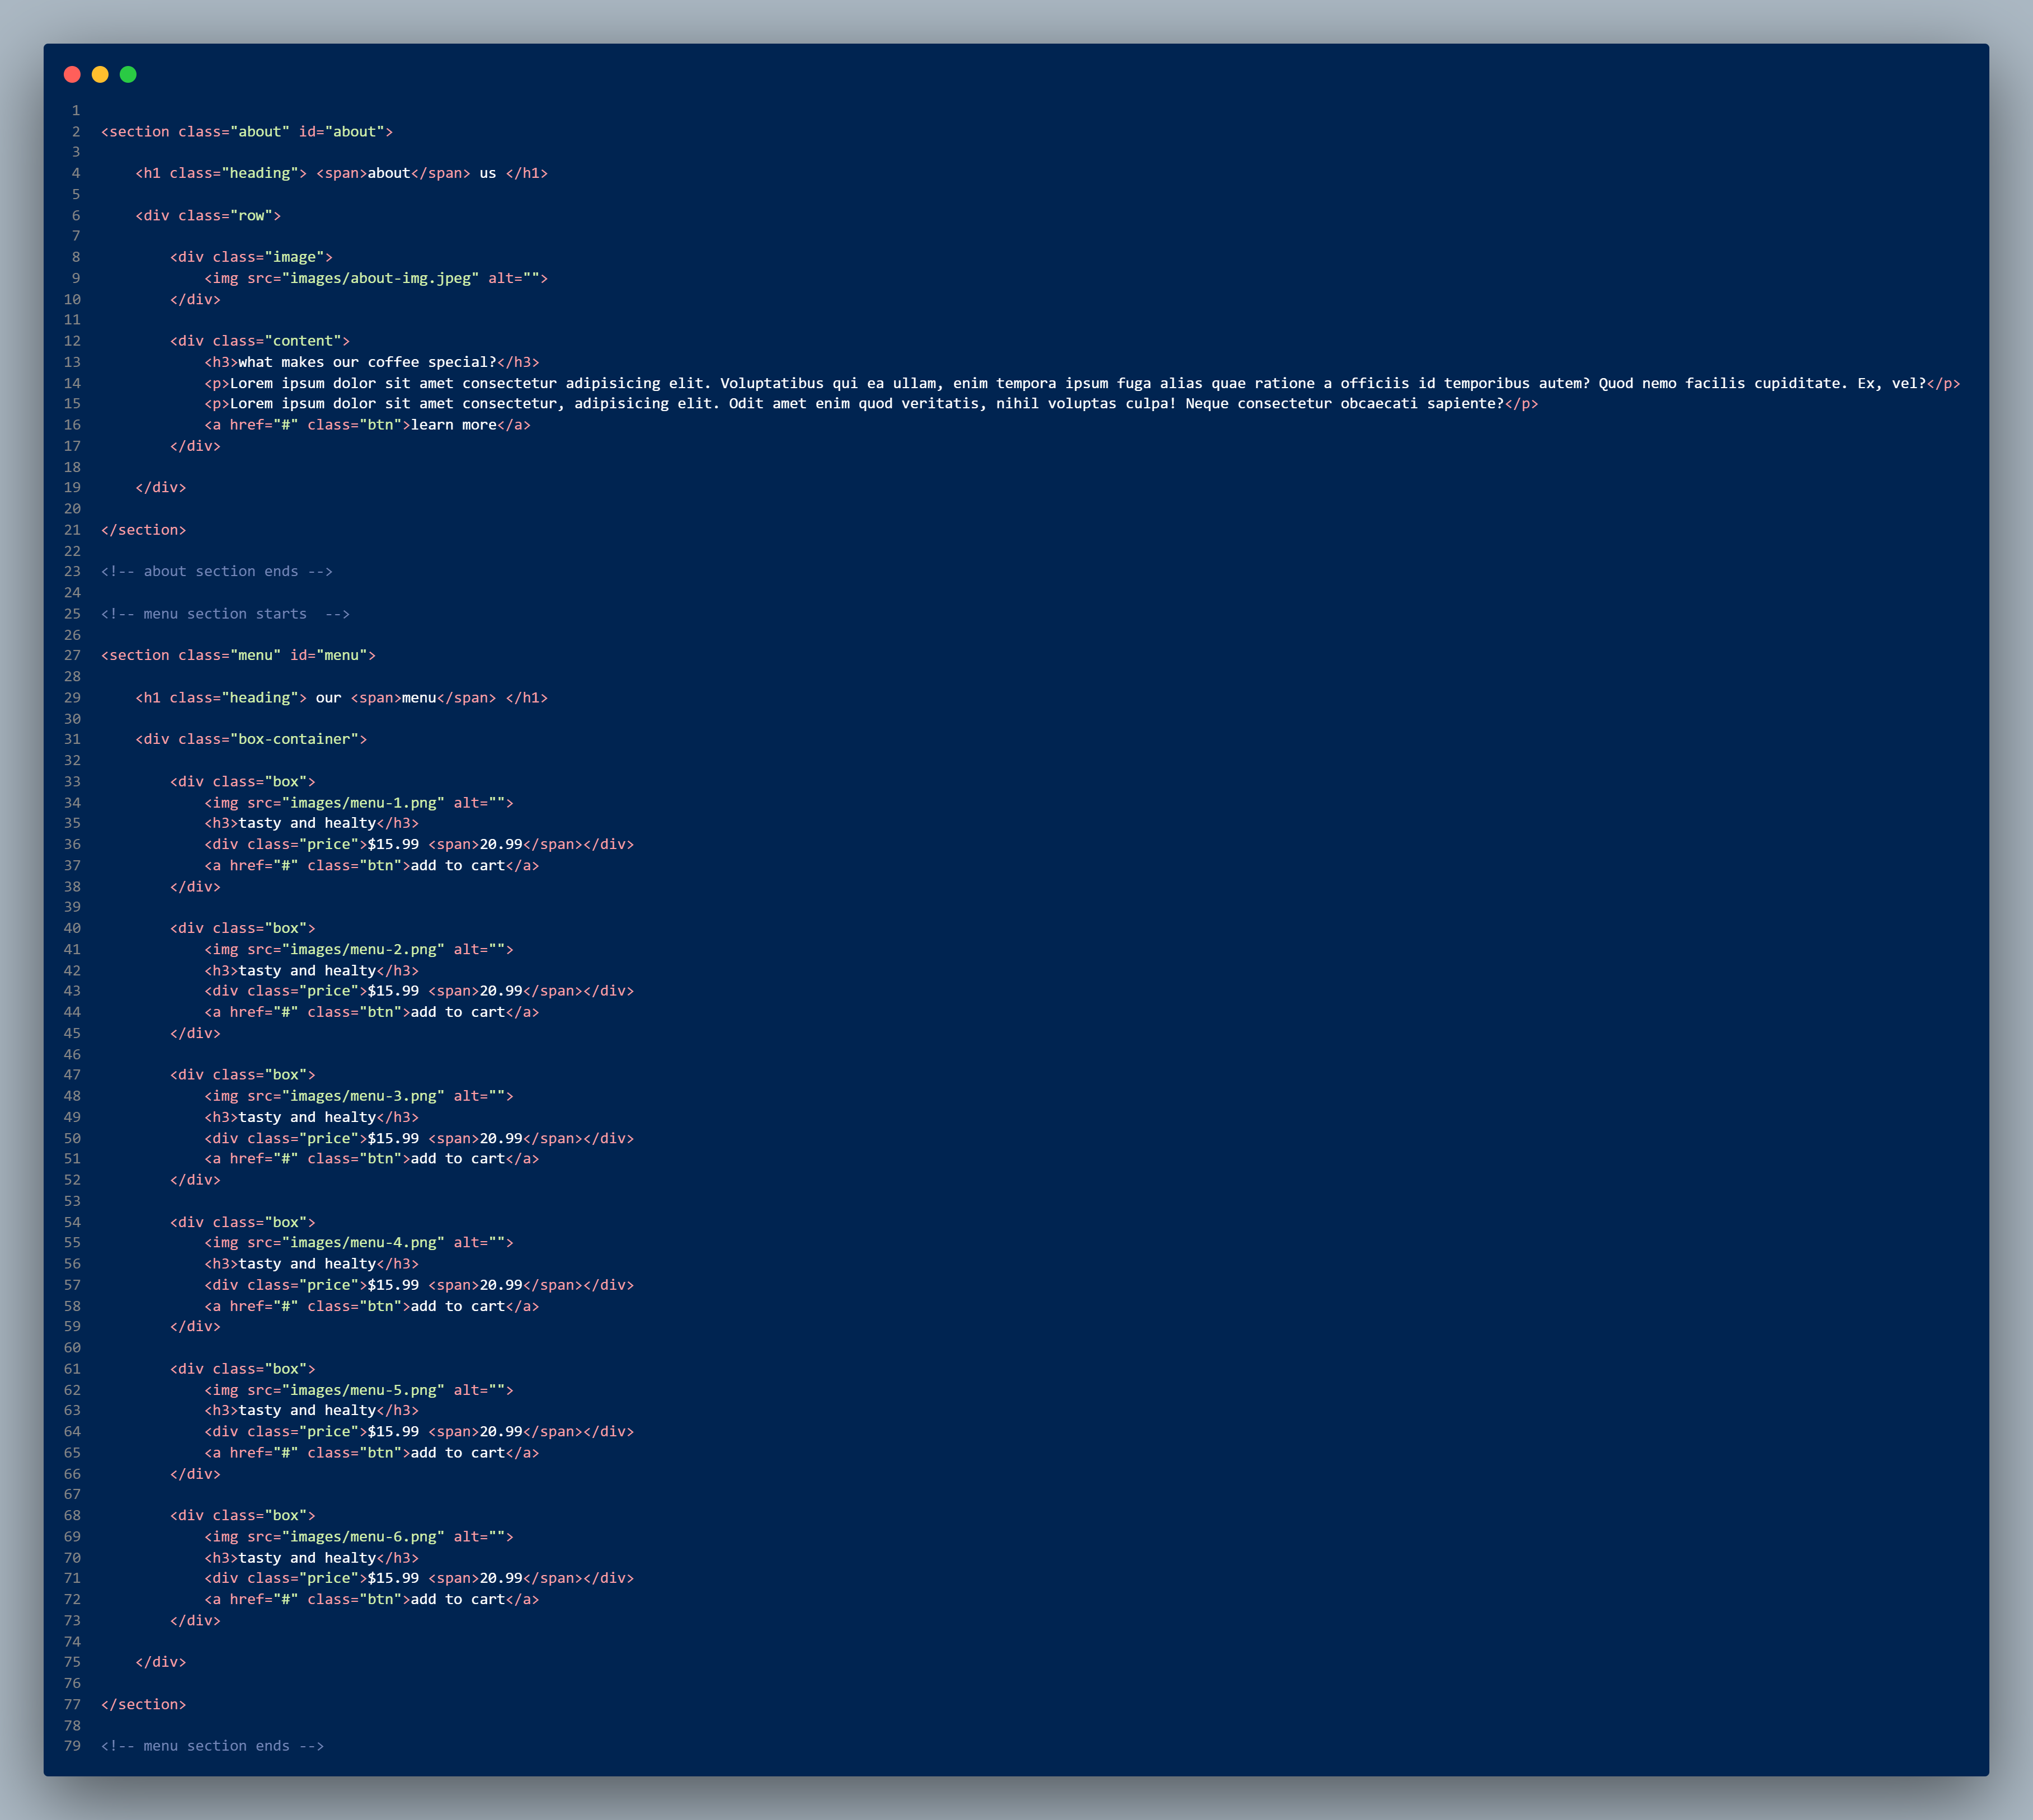 1
2 <section class="about" id="about">
3
4     <h1 class="heading"> <span>about</span> us </h1>
5
6     <div class="row">
7
8         <div class="image">
9             <img src="images/about-img.jpeg" alt="">
10         </div>
11
12         <div class="content">
13             <h3>what makes our coffee special?</h3>
14             <p>Lorem ipsum dolor sit amet consectetur adipisicing elit. Voluptatibus qui ea ullam, enim tempora ipsum fuga alias quae ratione a officiis id temporibus autem? Quod nemo facilis cupiditate. Ex, vel?</p>
15             <p>Lorem ipsum dolor sit amet consectetur, adipisicing elit. Odit amet enim quod veritatis, nihil voluptas culpa! Neque consectetur obcaecati sapiente?</p>
16             <a href="#" class="btn">learn more</a>
17         </div>
18
19     </div>
20
21 </section>
22
23 <!-- about section ends -->
24
25 <!-- menu section starts  -->
26
27 <section class="menu" id="menu">
28
29     <h1 class="heading"> our <span>menu</span> </h1>
30
31     <div class="box-container">
32
33         <div class="box">
34             <img src="images/menu-1.png" alt="">
35             <h3>tasty and healty</h3>
36             <div class="price">$15.99 <span>20.99</span></div>
37             <a href="#" class="btn">add to cart</a>
38         </div>
39
40         <div class="box">
41             <img src="images/menu-2.png" alt="">
42             <h3>tasty and healty</h3>
43             <div class="price">$15.99 <span>20.99</span></div>
44             <a href="#" class="btn">add to cart</a>
45         </div>
46
47         <div class="box">
48             <img src="images/menu-3.png" alt="">
49             <h3>tasty and healty</h3>
50             <div class="price">$15.99 <span>20.99</span></div>
51             <a href="#" class="btn">add to cart</a>
52         </div>
53
54         <div class="box">
55             <img src="images/menu-4.png" alt="">
56             <h3>tasty and healty</h3>
57             <div class="price">$15.99 <span>20.99</span></div>
58             <a href="#" class="btn">add to cart</a>
59         </div>
60
61         <div class="box">
62             <img src="images/menu-5.png" alt="">
63             <h3>tasty and healty</h3>
64             <div class="price">$15.99 <span>20.99</span></div>
65             <a href="#" class="btn">add to cart</a>
66         </div>
67
68         <div class="box">
69             <img src="images/menu-6.png" alt="">
70             <h3>tasty and healty</h3>
71             <div class="price">$15.99 <span>20.99</span></div>
72             <a href="#" class="btn">add to cart</a>
73         </div>
74
75     </div>
76
77 </section>
78
79 <!-- menu section ends -->